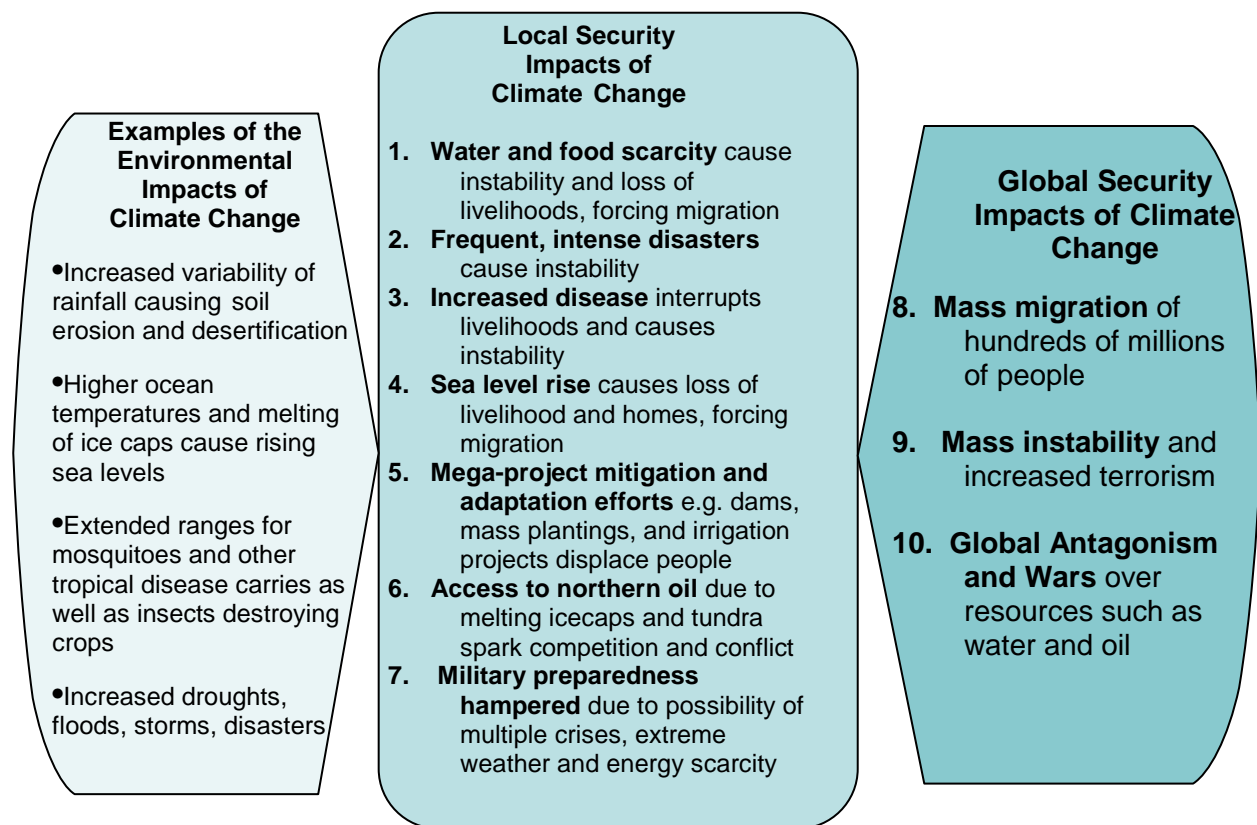 Examples of the
Environmental
Impacts of
Climate Change
•Increased variability of
rainfall causing soil
erosion and desertification
•Higher ocean
temperatures and melting
of ice caps cause rising
sea levels
•Extended ranges for
mosquitoes and other
tropical disease carries as
well as insects destroying
crops
•Increased droughts,
floods, storms, disasters
Local Security
Impacts of
Climate Change
1. Water and food scarcity cause
instability and loss of
livelihoods, forcing migration
2. Frequent, intense disasters
cause instability
3. Increased disease interrupts
livelihoods and causes
instability
4. Sea level rise causes loss of
livelihood and homes, forcing
migration
5. Mega-project mitigation and
adaptation efforts e.g. dams,
mass plantings, and irrigation
projects displace people
6. Access to northern oil due to
melting icecaps and tundra
spark competition and conflict
7. Military preparedness
hampered due to possibility of
multiple crises, extreme
weather and energy scarcity
Global Security
Impacts of Climate
Change
8. Mass migration of
hundreds of millions
of people
9. Mass instability and
increased terrorism
10. Global Antagonism
and Wars over
resources such as
water and oil